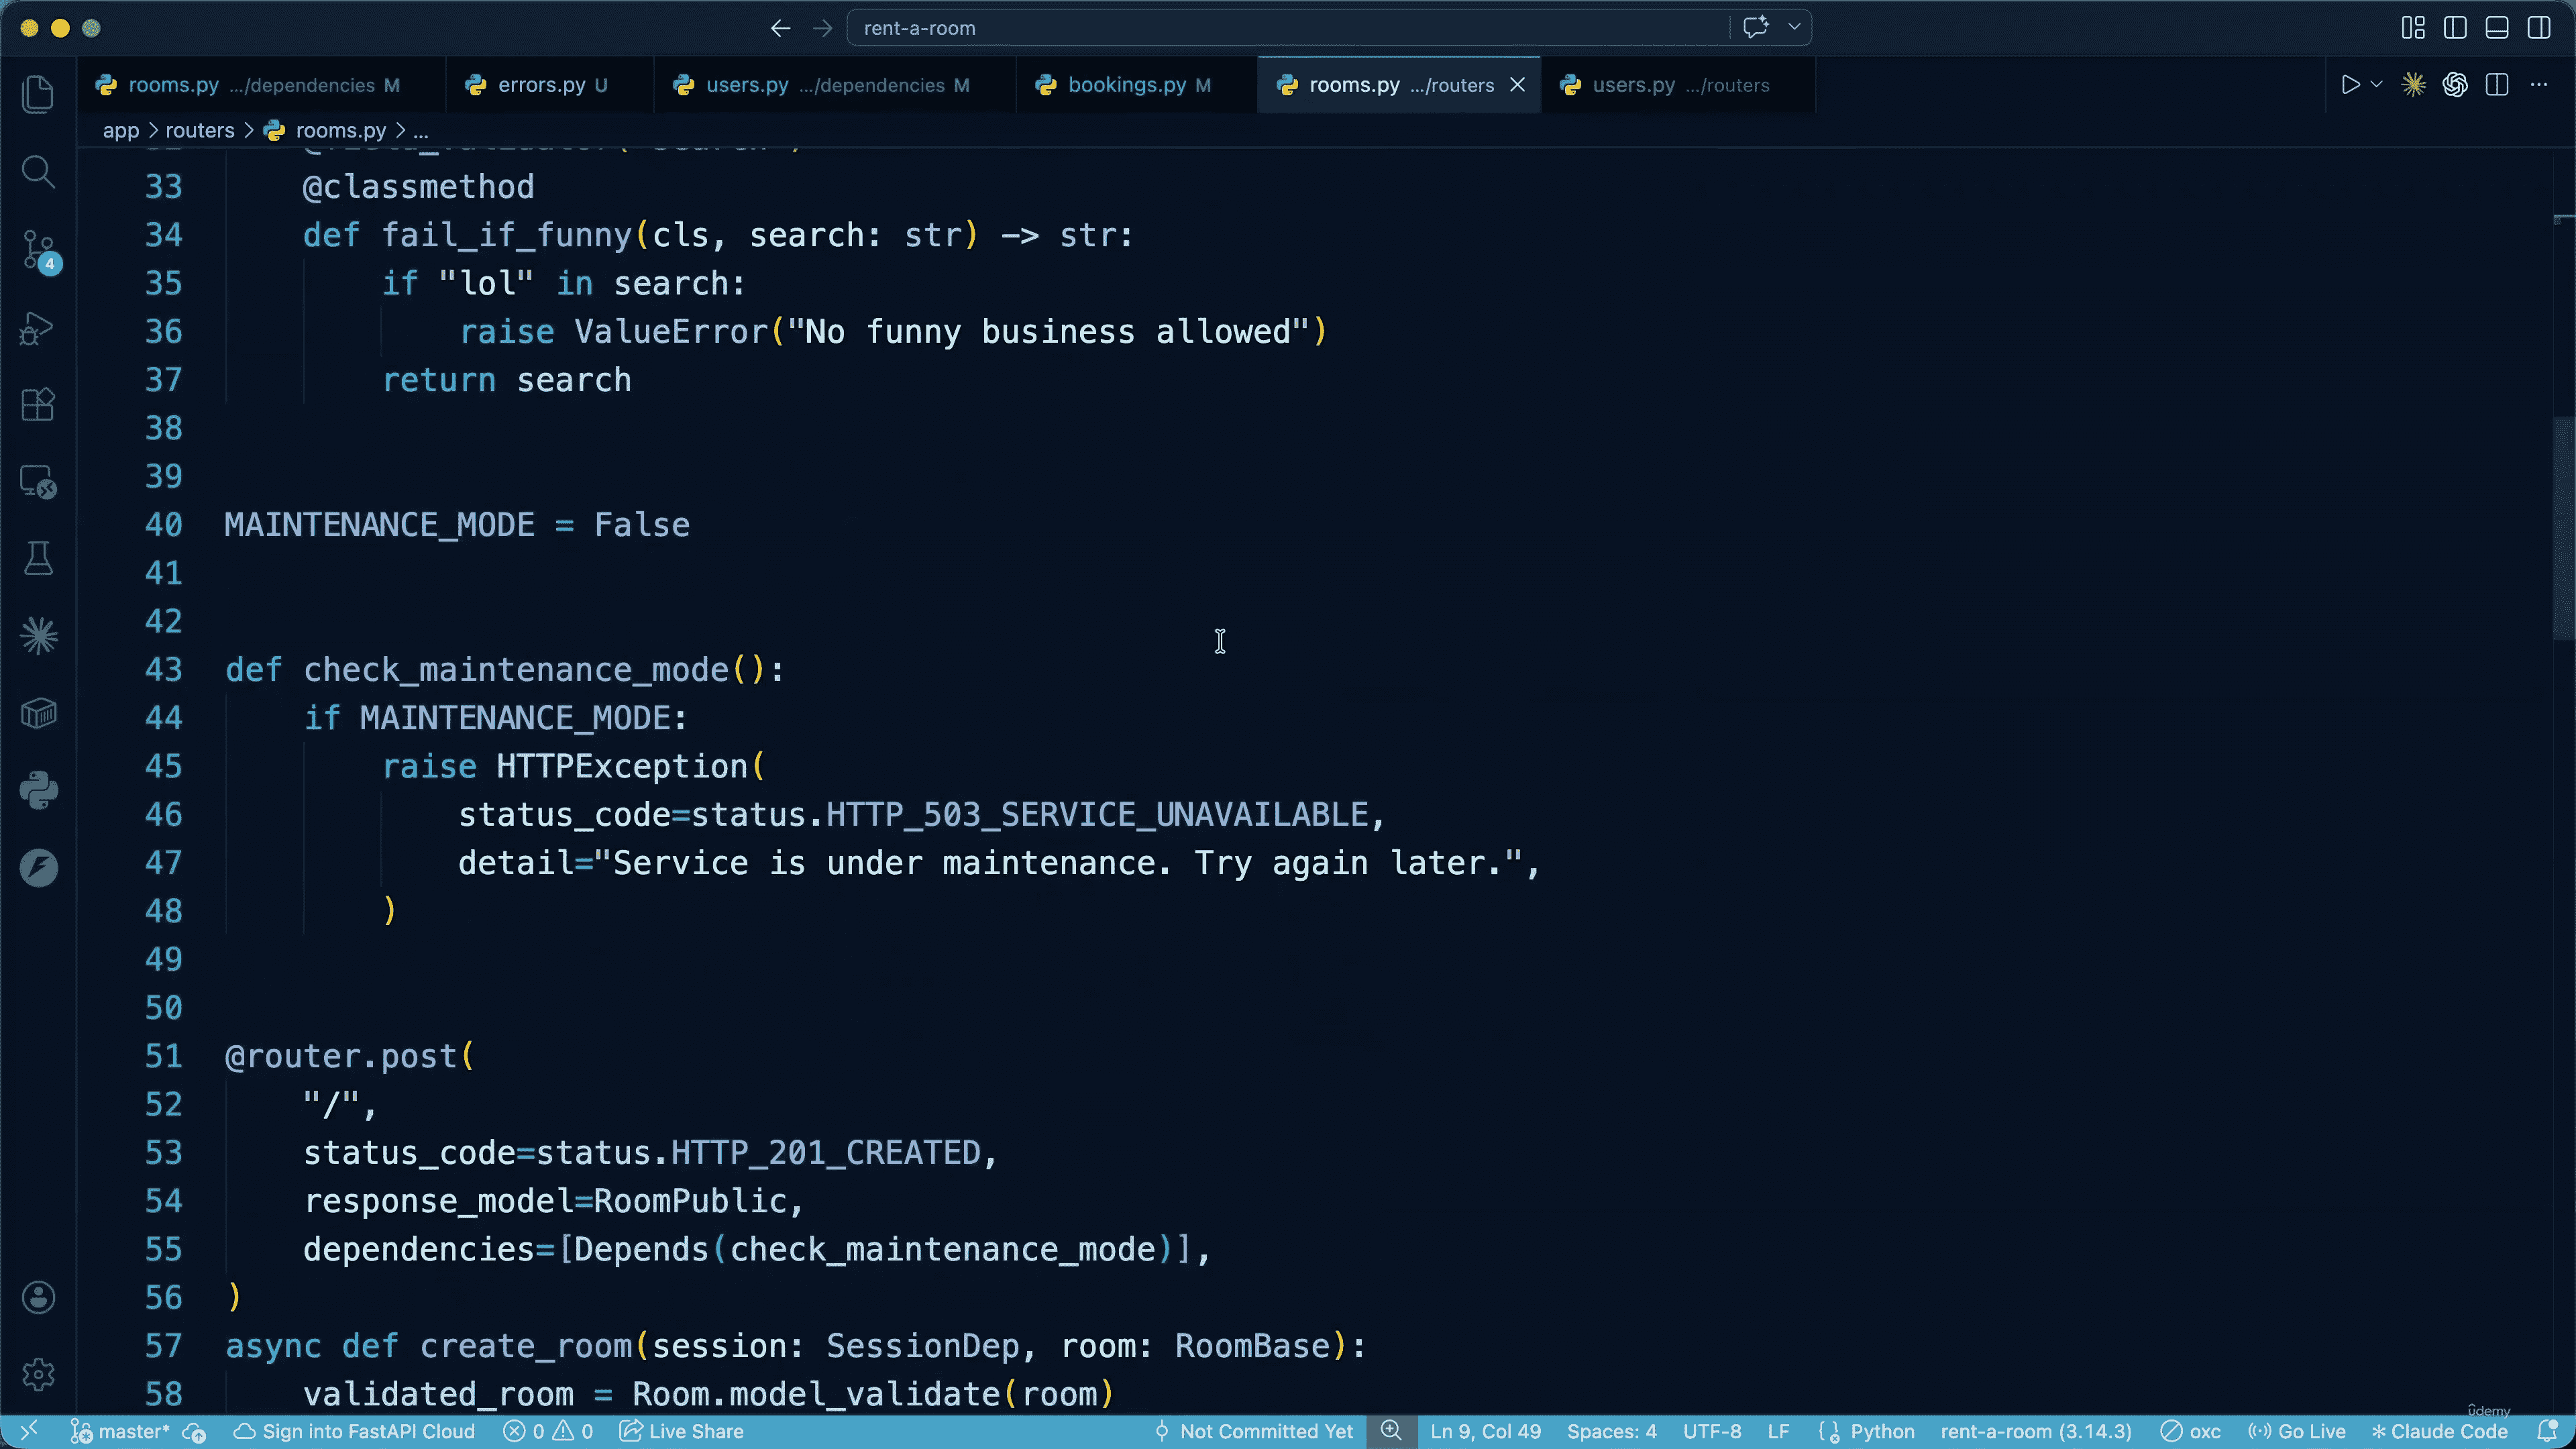 rent-a-room
rooms.py .../dependencies M
errors.py U
users.py .../dependencies M
bookings.py M
rooms.py .../routers
users.py .../routers
app > routers > rooms.py > ...
33 @classmethod
34 def fail_if_funny(cls, search: str) -> str:
35 if "lol" in search:
36 raise ValueError("No funny business allowed")
37 return search
38
39
40 MAINTENANCE_MODE = False
41
42
43 def check_maintenance_mode():
44 if MAINTENANCE_MODE:
45 raise HTTPException(
46 status_code=status.HTTP_503_SERVICE_UNAVAILABLE,
47 detail="Service is under maintenance. Try again later.",
48 )
49
50
51 @router.post(
52 "/",
53 status_code=status.HTTP_201_CREATED,
54 response_model=RoomPublic,
55 dependencies=[Depends(check_maintenance_mode)],
56 )
57 async def create_room(session: SessionDep, room: RoomBase):
58 validated_room = Room.model_validate(room)
4
udemy
master* Sign into FastAPI Cloud 0 0 Live Share Not Committed Yet Ln 9, Col 49 Spaces: 4 UTF-8 LF Python rent-a-room (3.14.3) oxc Go Live Claude Code